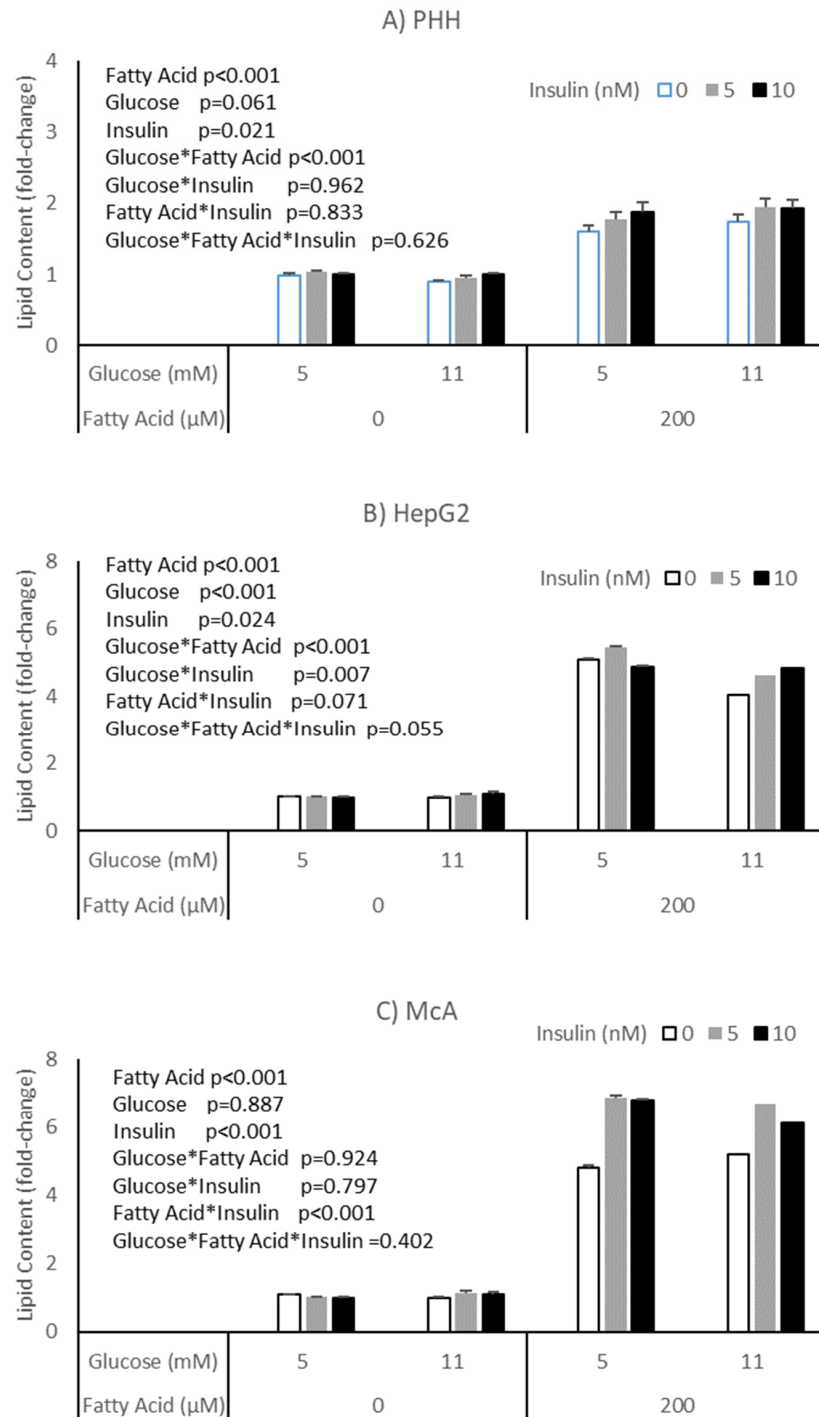 A) PHH
4
3
2
1
0
Lipid Content (fold-change)
Fatty Acid p<0.001
Glucose p=0.061
Insulin p=0.021
Glucose*Fatty Acid p<0.001
Glucose*Insulin p=0.962
Fatty Acid*Insulin p=0.833
Glucose*Fatty Acid*Insulin p=0.626
Insulin (nM) 0 5 10
Glucose (mM) 5 11 5 11
Fatty Acid (µM) 0 200
B) HepG2
8
6
4
2
0
Lipid Content (fold-change)
Fatty Acid p<0.001
Glucose p<0.001
Insulin p=0.024
Glucose*Fatty Acid p<0.001
Glucose*Insulin p=0.007
Fatty Acid*Insulin p=0.071
Glucose*Fatty Acid*Insulin p=0.055
Insulin (nM) 0 5 10
Glucose (mM) 5 11 5 11
Fatty Acid (µM) 0 200
C) McA
8
6
4
2
0
Lipid Content (fold-change)
Insulin (nM) 0 5 10
Fatty Acid p<0.001
Glucose p=0.887
Insulin p<0.001
Glucose*Fatty Acid p=0.924
Glucose*Insulin p=0.797
Fatty Acid*Insulin p<0.001
Glucose*Fatty Acid*Insulin =0.402
Glucose (mM) 5 11 5 11
Fatty Acid (µM) 0 200